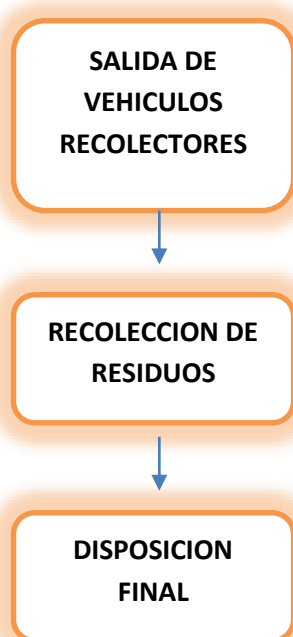 SALIDA DE
VEHICULOS
RECOLECTORES
RECOLECCION DE
RESIDUOS
DISPOSICION
FINAL